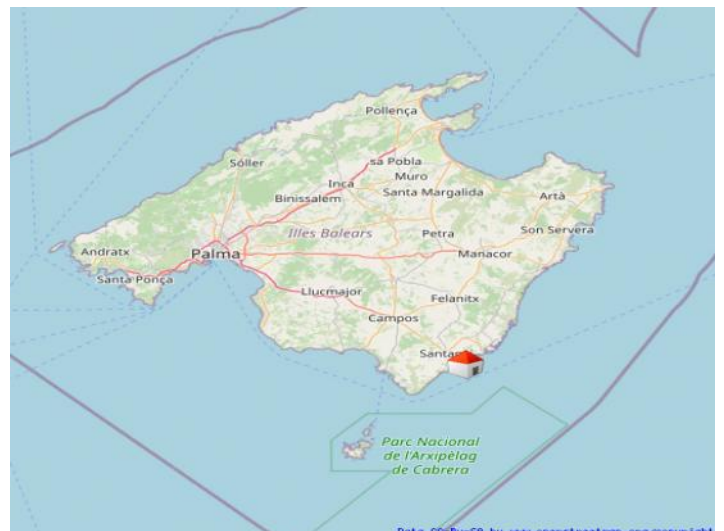 Pollença
sa Pobla
Sóller
Muro
Inca
Santa Margalida
Binissalem
Artà
Illes Balears
Petra
Son Servera
Andratx
Palma
Manacor
Santa Ponça
Llucmajor
Felanitx
Campos
Parc Nacional
de l'Arxipèlag
de Cabrera